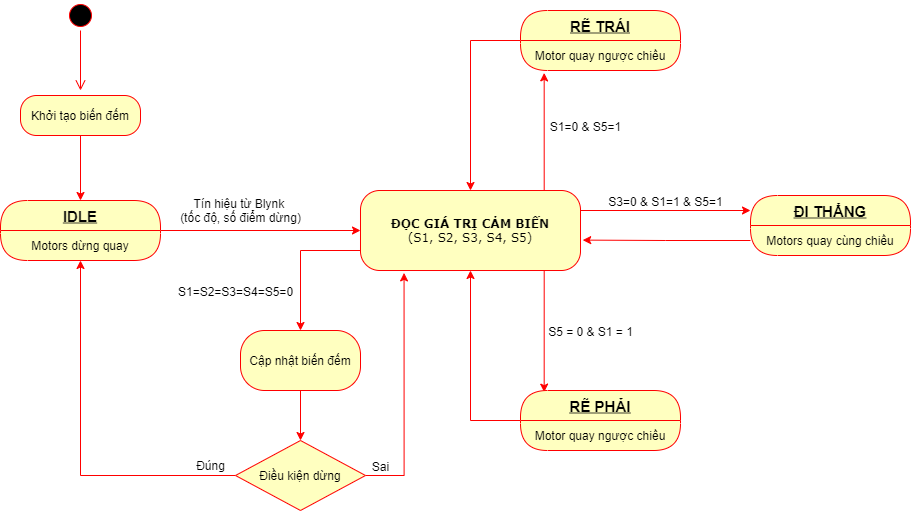 RẼ TRÁI
Motor quay ngược chiều
Khởi tạo biến đếm
S1=0 & S5=1
Tín hiệu từ Blynk
(tốc độ, số điểm dừng)
S3=0 & S1=1 & S5=1
IDLE
Motors dừng quay
ĐỌC GIÁ TRỊ CẢM BIẾN
(S1, S2, S3, S4, S5)
ĐI THẲNG
Motors quay cùng chiều
S1=S2=S3=S4=S5=0
S5 = 0 & S1 = 1
Cập nhật biến đếm
RẼ PHẢI
Motor quay ngược chiều
Đúng
Điều kiện dừng
Sai